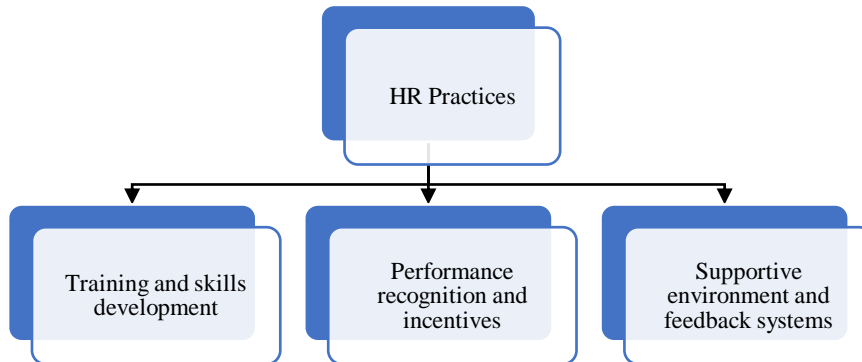 HR Practices
Training and skills
development
Performance
recognition and
incentives
Supportive
environment and
feedback systems